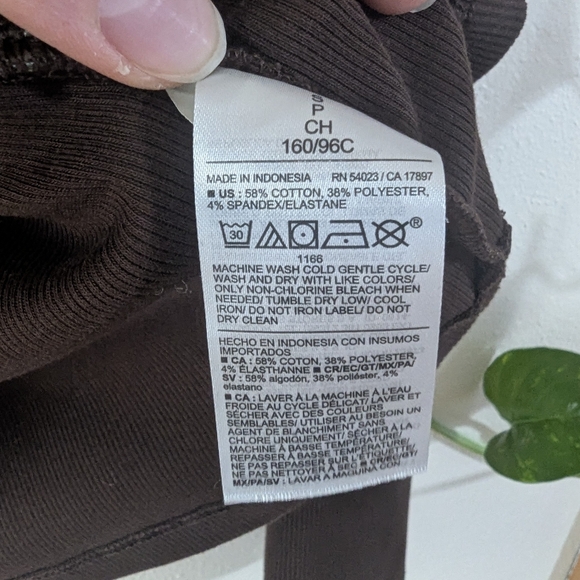 S
P
CH
160/96C
MADE IN INDONESIA RN 54023 / CA 17897
■ US : 58% COTTON, 38% POLYESTER,
4% SPANDEX/ELASTANE
30 ®
1166
MACHINE WASH COLD GENTLE CYCLE/
WASH AND DRY WITH LIKE COLORS/
ONLY NON-CHLORINE BLEACH WHEN
NEEDED/ TUMBLE DRY LOW/ COOL
IRON/ DO NOT IRON LABEL/ DO NOT
DRY CLEAN
HECHO EN INDONESIA CON INSUMOS
IMPORTADOS
■ CA : 58% COTON, 38% POLYESTER,
4% ÉLASTHANNE ■ CR/EC/GT/MX/PA/
SV : 58% algodón, 38% poliéster, 4%
elastano
■ CA : LAVER À LA MACHINE À L'EAU
FROIDE AU CYCLE DÉLICAT/ LAVER ET
SÉCHER AVEC DES COULEURS
SEMBLABLES/ UTILISER AU BESOIN UN
AGENT DE BLANCHIMENT SANS
CHLORE UNIQUEMENT/ SÉCHER À LA
MACHINE À BASSE TEMPÉRATURE/
REPASSER À BASSE TEMPÉRATURE/
NE PAS REPASSER SUR L'ÉTIQUETTE/
NE PAS NETTOYER À SEC ■ CR/EC/GT/
MX/PA/SV : LAVAR A MAQUINA CON